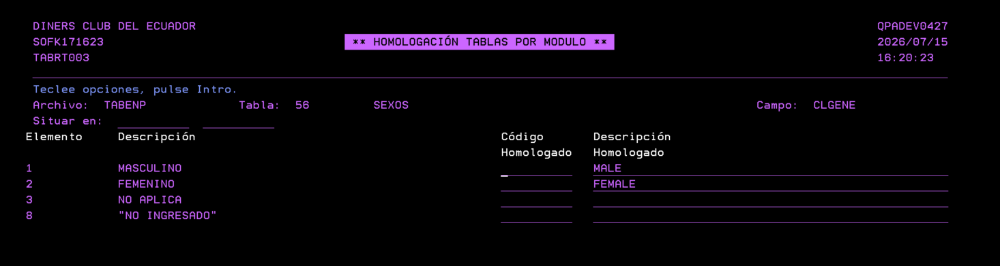 DINERS CLUB DEL ECUADOR QPADEV0427
SOFK171623 ** HOMOLOGACIÓN TABLAS POR MODULO ** 2026/07/15
TABRT003 16:20:23
Teclee opciones, pulse Intro.
Archivo: TABENP Tabla: 56 SEXOS Campo: CLGENE
Situar en:
Elemento Descripción Código Descripción
Homologado Homologado
1 MASCULINO MALE
2 FEMENINO FEMALE
3 NO APLICA
8 "NO INGRESADO"